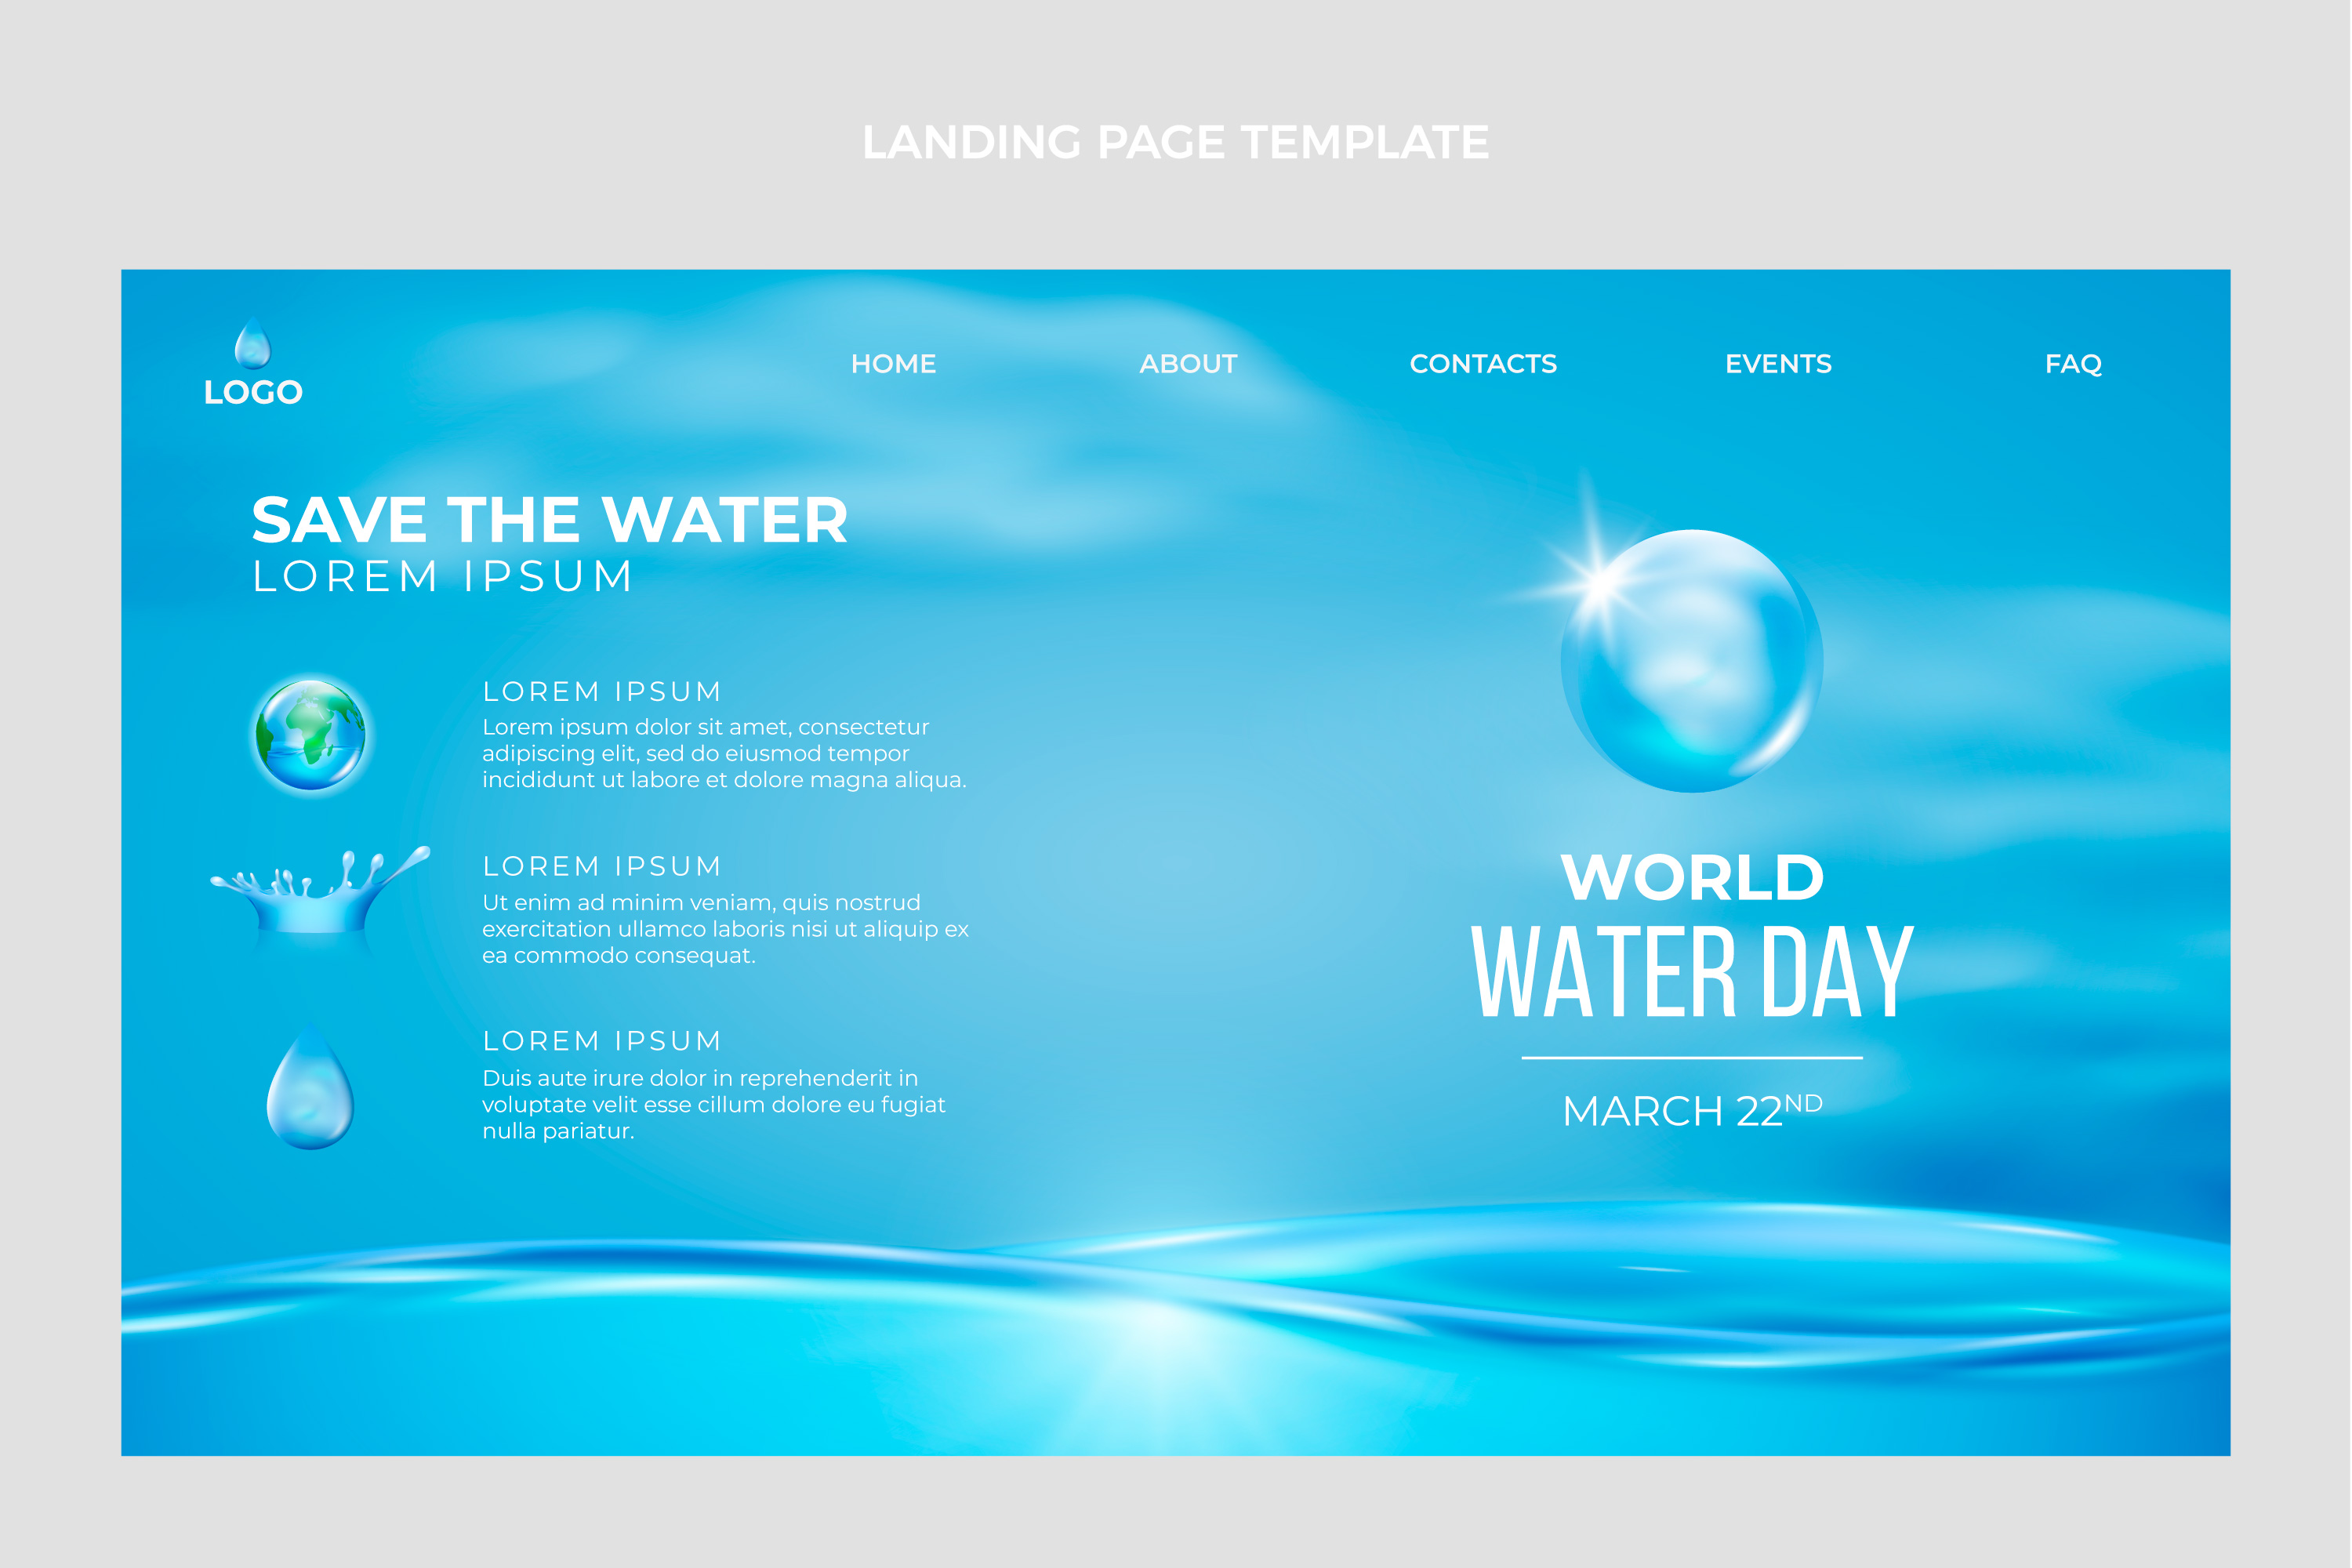 LANDING PAGE TEMPLATE
LOGO
HOME ABOUT CONTACTS EVENTS FAQ
SAVE THE WATER
LOREM IPSUM
LOREM IPSUM
Lorem ipsum dolor sit amet, consectetur
adipiscing elit, sed do eiusmod tempor
incididunt ut labore et dolore magna aliqua.
LOREM IPSUM
Ut enim ad minim veniam, quis nostrud
exercitation ullamco laboris nisi ut aliquip ex
ea commodo consequat.
LOREM IPSUM
Duis aute irure dolor in reprehenderit in
voluptate velit esse cillum dolore eu fugiat
nulla pariatur.
WORLD
WATER DAY
MARCH 22ND